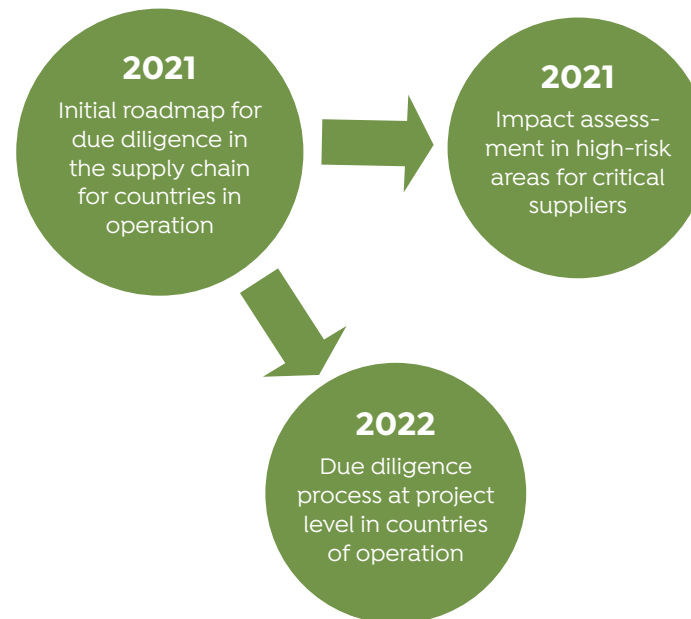 2021
Initial roadmap for
due diligence in
the supply chain
for countries in
operation
2021
Impact assess-
ment in high-risk
areas for critical
suppliers
2022
Due diligence
process at project
level in countries
of operation